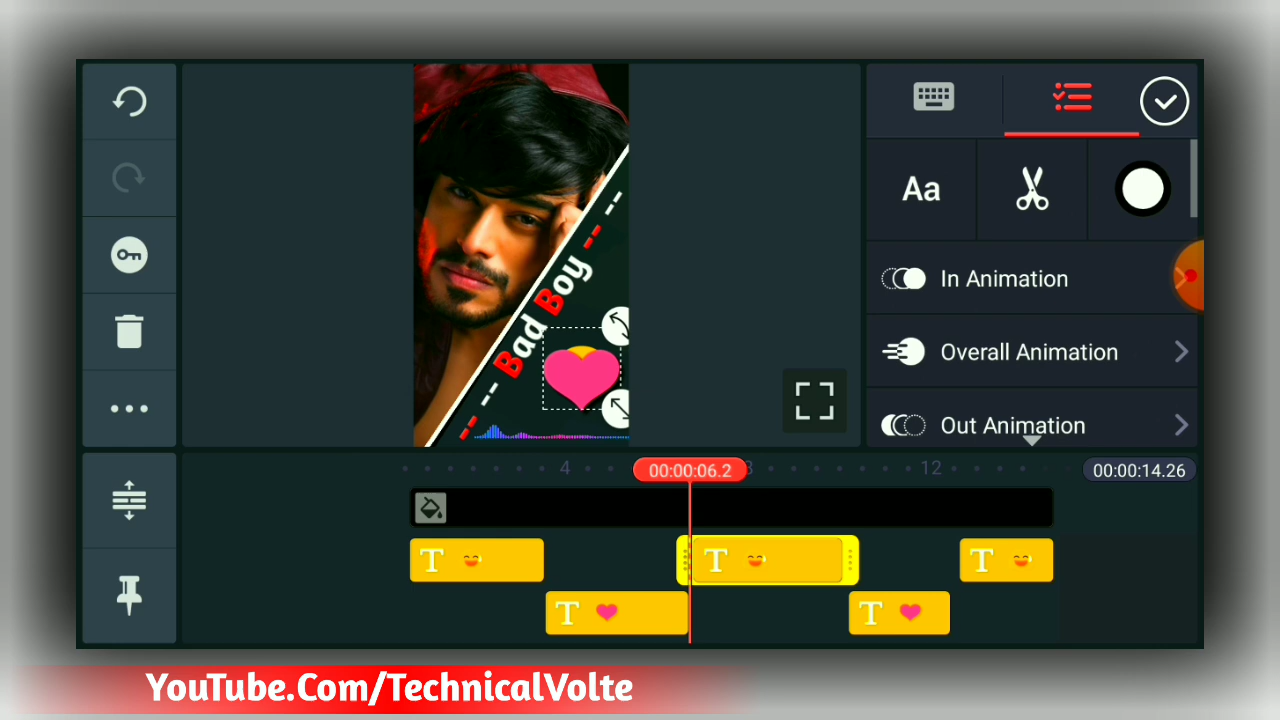 Aa
In Animation
Overall Animation
Out Animation
-- Bad Boy --
4
00:00:06.2
8
12
00:00:14.26
T
T
T
T
T
YouTube.Com/TechnicalVolte